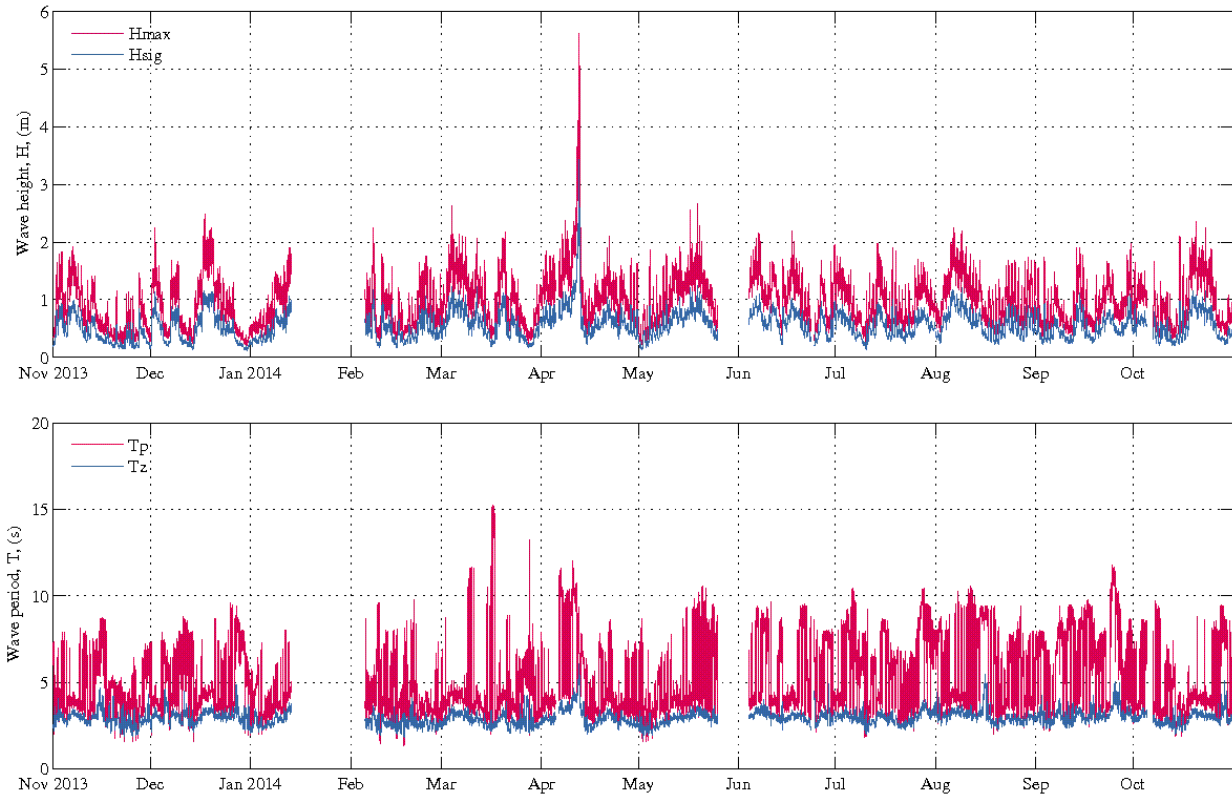 6
Hmax
Hsig
5
4
3
2
1
0
Wave height, H, (m)
Nov 2013 Dec Jan 2014 Feb Mar Apr May Jun Jul Aug Sep Oct
20
Tp
Tz
15
10
5
0
Wave period, T, (s)
Nov 2013 Dec Jan 2014 Feb Mar Apr May Jun Jul Aug Sep Oct